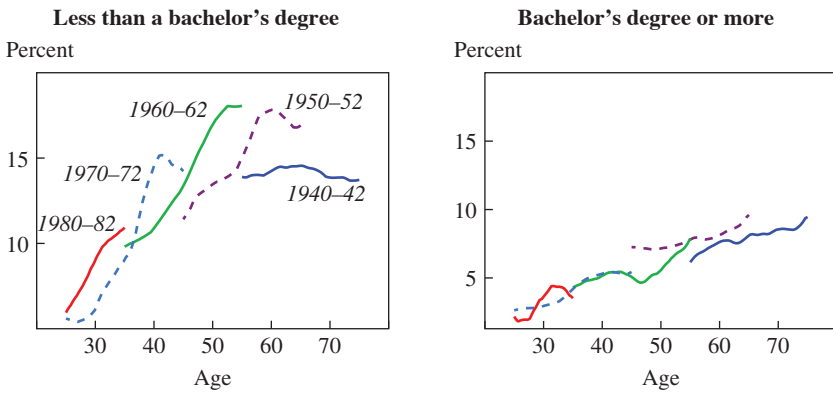 Less than a bachelor's degree
Percent
1960–62
1950–52
15
1970–72
1940–42
1980–82
10
30 40 50 60 70
Age
Bachelor's degree or more
Percent
15
10
5
30 40 50 60 70
Age